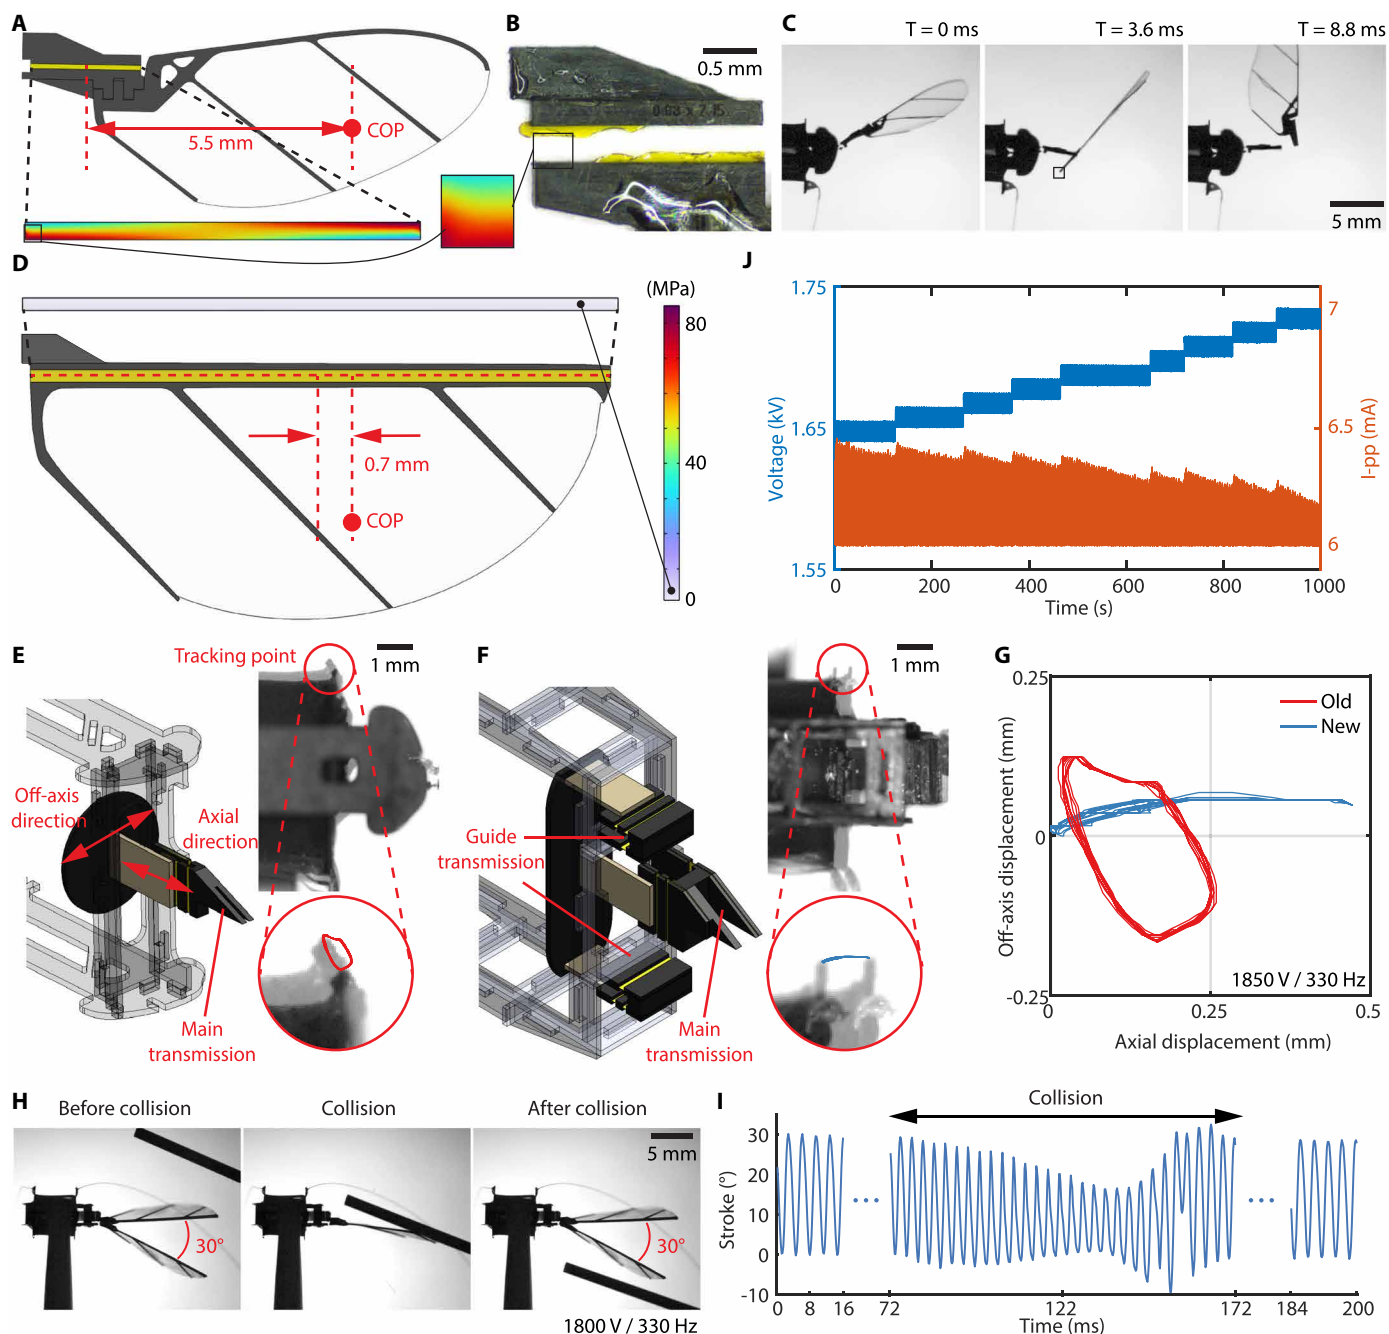 A
5.5 mm
COP
B
0.5 mm
C
T = 0 ms
T = 3.6 ms
T = 8.8 ms
5 mm
D
(MPa)
80
40
0
0.7 mm
COP
J
1.75
1.65
1.55
Voltage (kV)
7
6.5
6
I-pp (mA)
0
200
400
600
800
1000
Time (s)
E
Tracking point
1 mm
Off-axis
direction
Axial
direction
Main
transmission
F
1 mm
Guide
transmission
Main
transmission
G
0.25
0
-0.25
Off-axis displacement (mm)
Old
New
1850 V / 330 Hz
0
0.25
0.5
Axial displacement (mm)
H
Before collision
Collision
After collision
30°
5 mm
30°
1800 V / 330 Hz
I
Collision
30
20
10
0
-10
Stroke (°)
0
8
16
72
122
172
184
200
Time (ms)